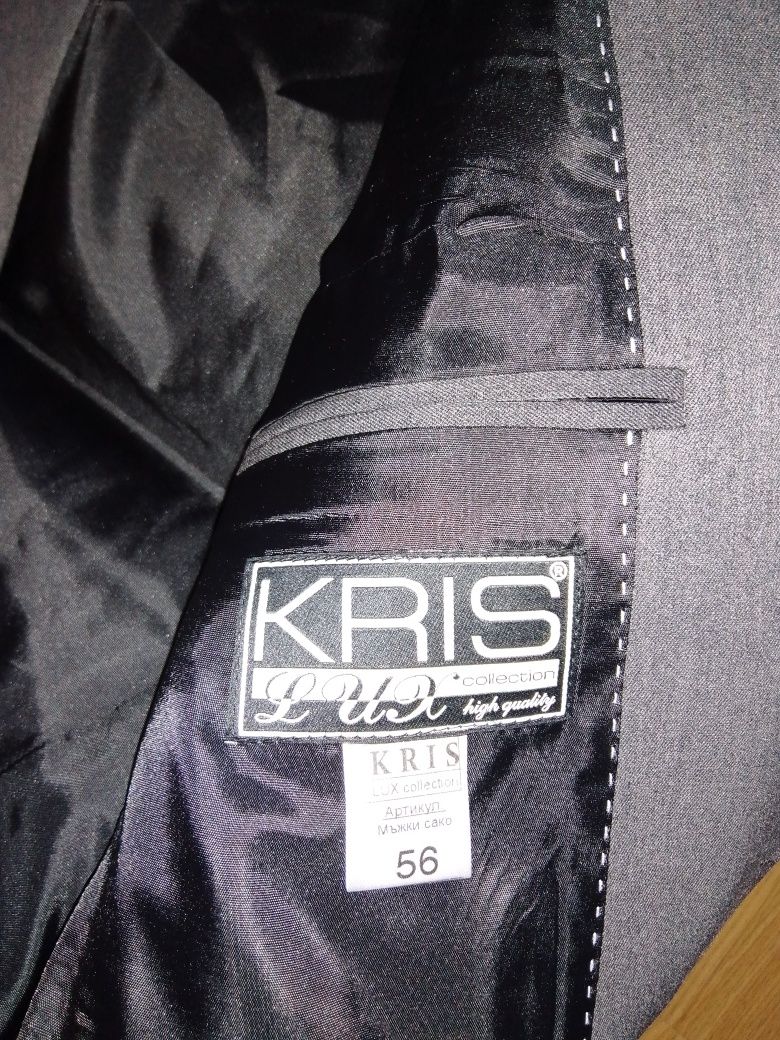 KRIS®
LUX collection
high quality
KRIS
LUX collection
Артикул
Мъжки сако
56